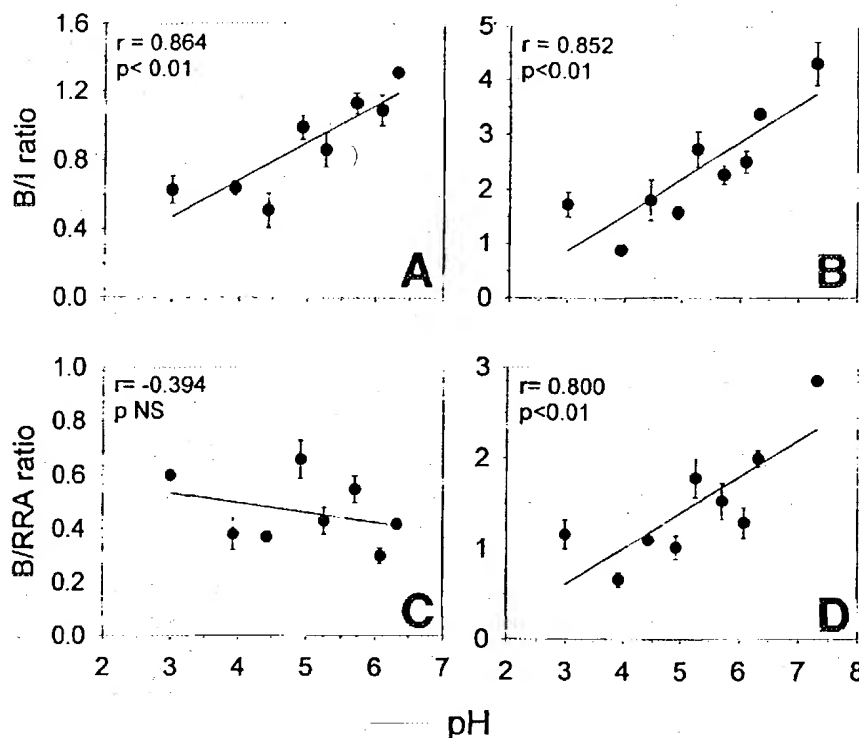 1.6
1.2
0.8
0.4
0.0
B/I ratio
r = 0.864
p< 0.01
A
5
4
3
2
1
0
r = 0.852
p<0.01
B
1.0
0.8
0.6
0.4
0.2
0.0
B/RRA ratio
r= -0.394
p NS
C
2 3 4 5 6 7
3
2
1
0
r= 0.800
p<0.01
D
2 3 4 5 6 7 8
pH